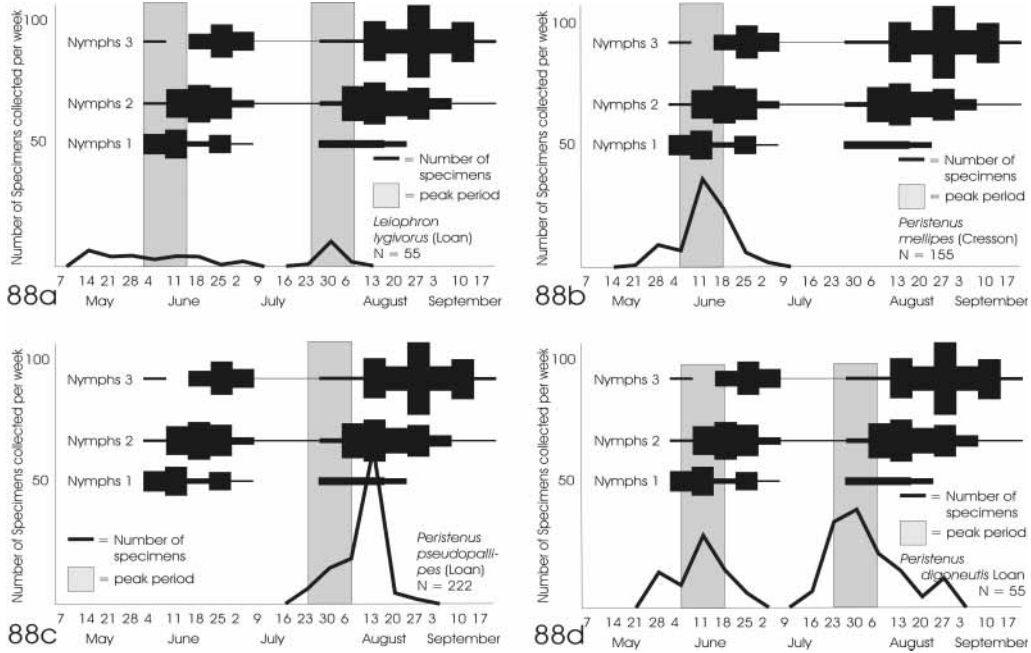 Number of Specimens collected per week
100
50
Nymphs 3
Nymphs 2
Nymphs 1
= Number of
specimens
= peak period
Leiophron
lygivorus (Loan)
N = 55
7 14 21 28 4 11 18 25 2 9 16 23 30 6 13 20 27 3 10 17
May June July August September
88a
Number of Specimens collected per week
100
50
Nymphs 3
Nymphs 2
Nymphs 1
= Number of
specimens
= peak period
Peristenus
mellipes (Cresson)
N = 155
7 14 21 28 4 11 18 25 2 9 16 23 30 6 13 20 27 3 10 17
May June July August September
88b
Number of Specimens collected per week
100
50
Nymphs 3
Nymphs 2
Nymphs 1
= Number of
specimens
= peak period
Peristenus
pseudopalli-
pes (Loan)
N = 222
7 14 21 28 4 11 18 25 2 9 16 23 30 6 13 20 27 3 10 17
May June July August September
88c
Number of Specimens collected per week
100
50
Nymphs 3
Nymphs 2
Nymphs 1
= Number of
specimens
= peak period
Peristenus
digoneutis Loan
N = 55
7 14 21 28 4 11 18 25 2 9 16 23 30 6 13 20 27 3 10 17
May June July August September
88d